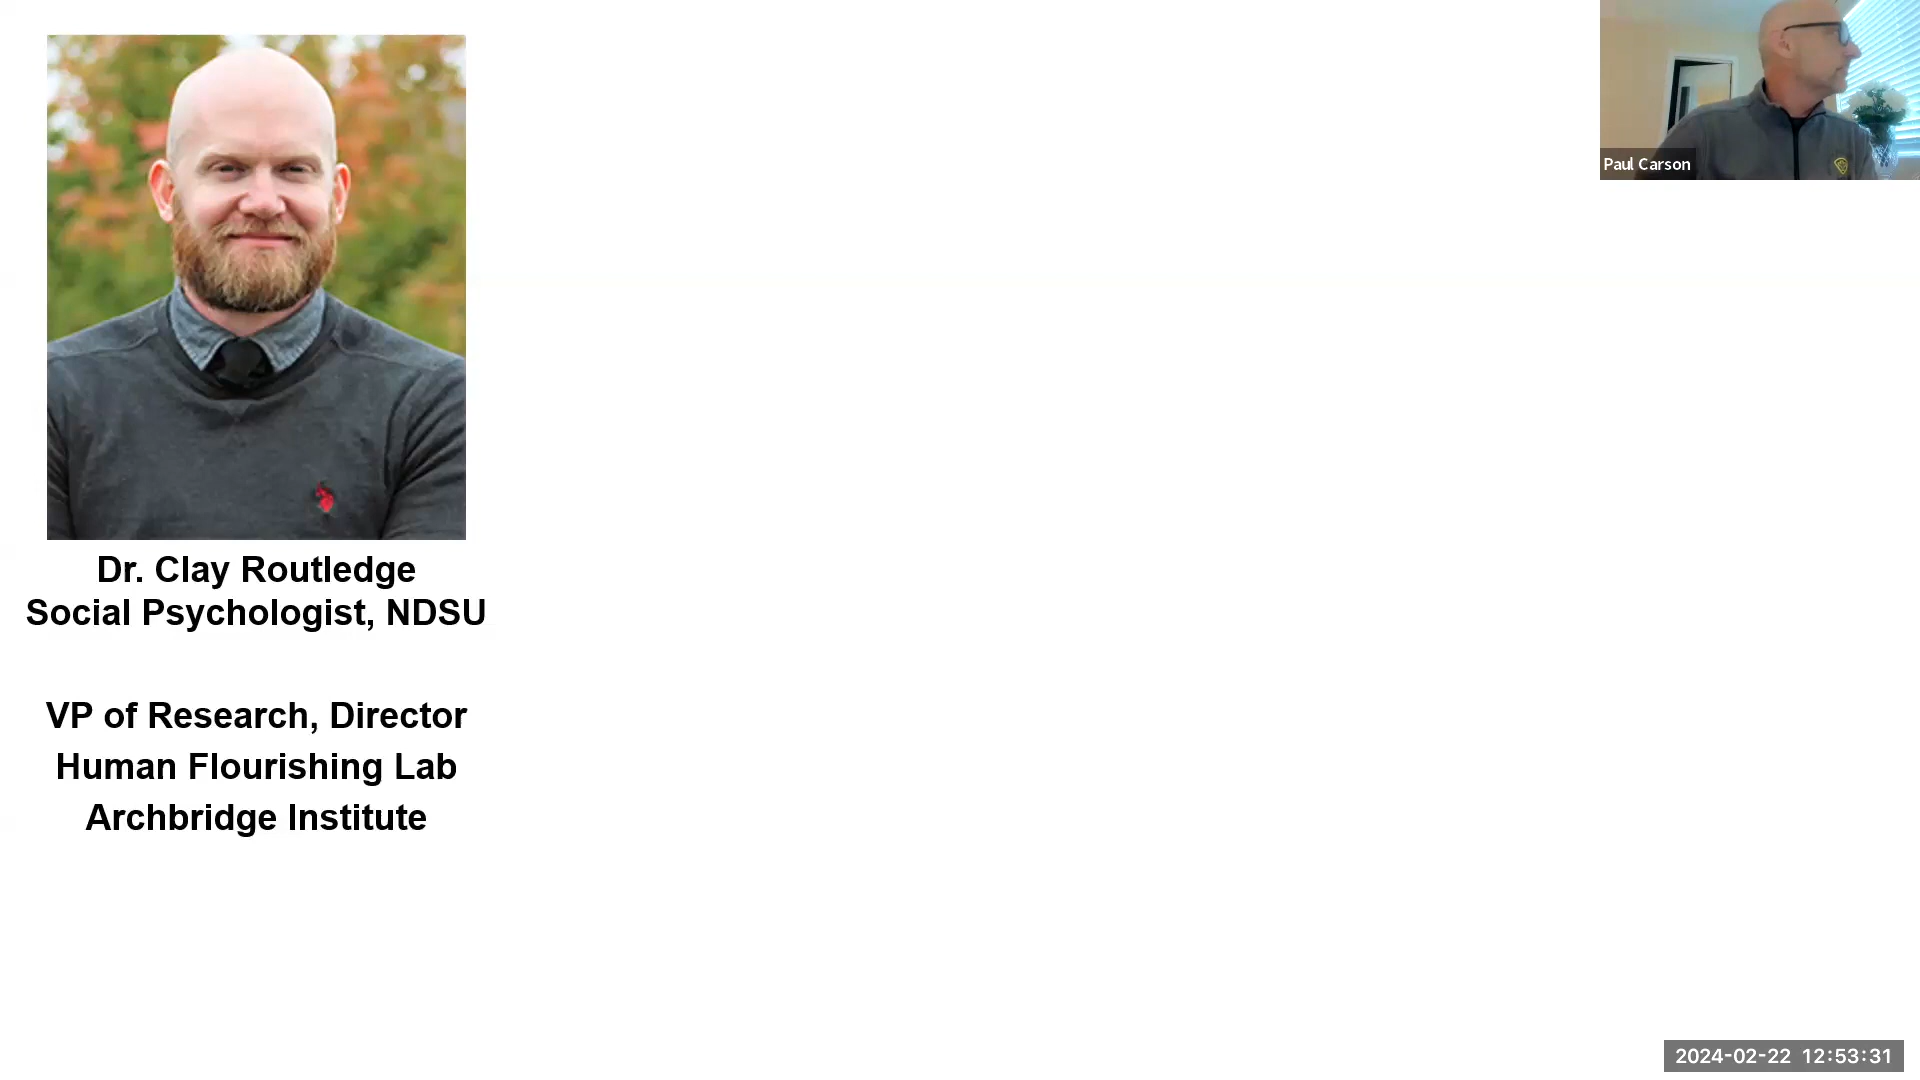 Paul Carson
Dr. Clay Routledge
Social Psychologist, NDSU
VP of Research, Director
Human Flourishing Lab
Archbridge Institute
2024-02-22 12:53:31